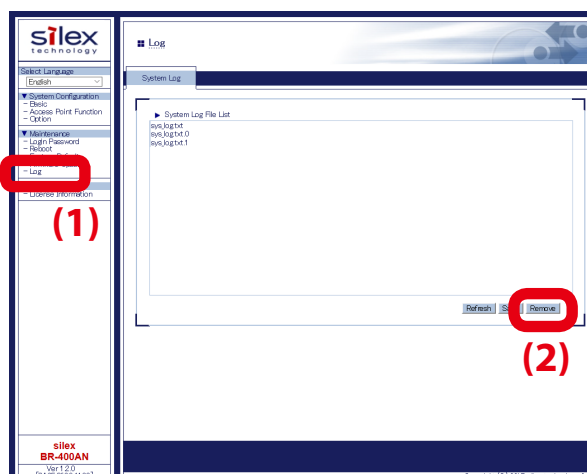 silex
technology
Select Language
English
▼ System Configuration
- Basic
- Access Point Function
- Option
▼ Maintenance
- Login Password
- Reboot
- Log
- License Information
(1)
silex
BR-400AN
Ver 1.2.0
Log
System Log
► System Log File List
sys_log.txt
sys_log.txt.0
sys_log.txt.1
Refresh
Remove
(2)